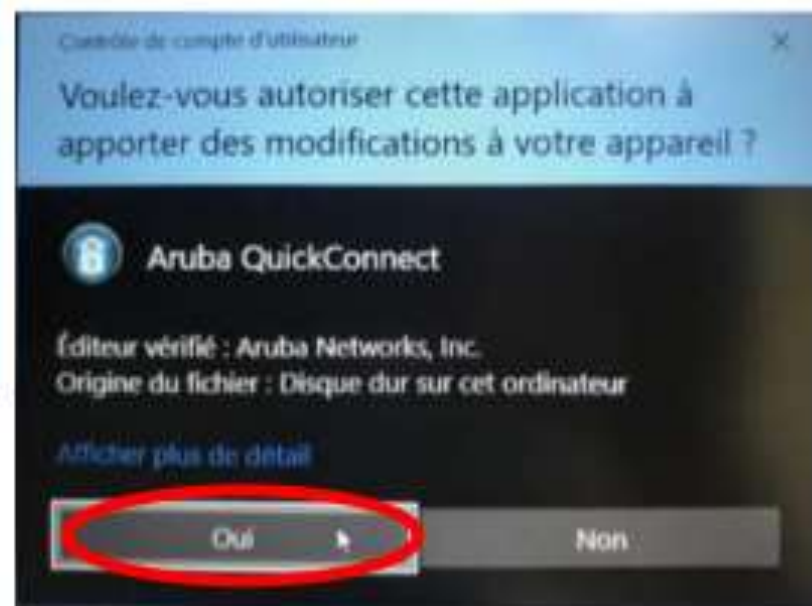 Contrôle de compte d'utilisateur
Voulez-vous autoriser cette application à
apporter des modifications à votre appareil ?
Aruba QuickConnect
Éditeur vérifié : Aruba Networks, Inc.
Origine du fichier : Disque dur sur cet ordinateur
Afficher plus de détail
Oui
Non